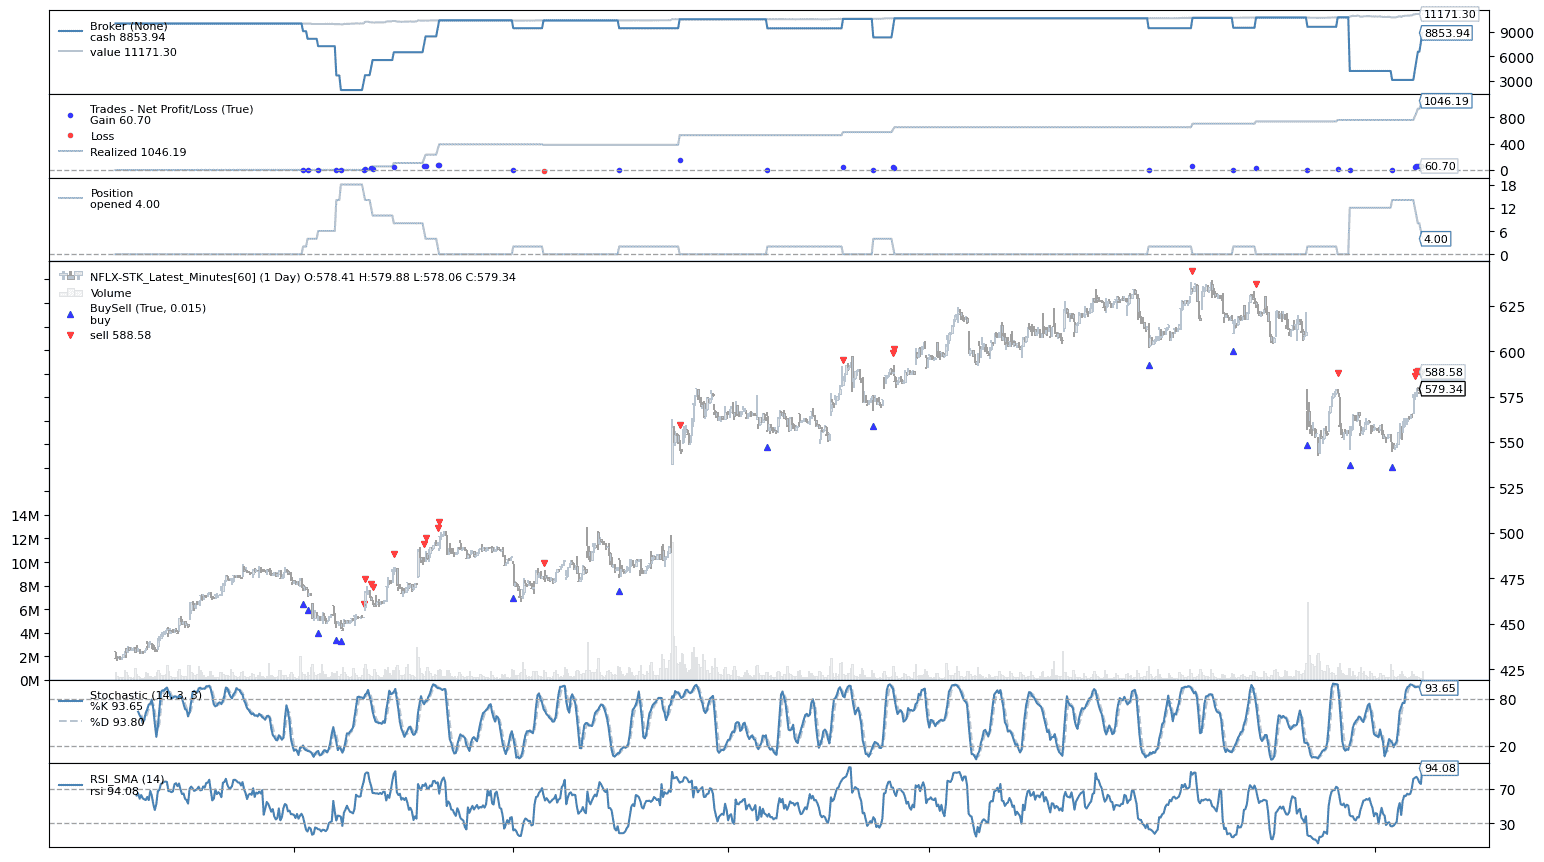 Broker (None)
cash 8853.94
value 11171.30
11171.30
9000
8853.94
6000
3000
Trades - Net Profit/Loss (True)
Gain 60.70
Loss
Realized 1046.19
1046.19
800
400
60.70
0
Position
opened 4.00
18
12
6
4.00
0
NFLX-STK_Latest_Minutes[60] (1 Day) O:578.41 H:579.88 L:578.06 C:579.34
Volume
BuySell (True, 0.015)
buy
sell 588.58
625
600
588.58
579.34
575
550
525
500
475
450
425
14M
12M
10M
8M
6M
4M
2M
0M
Stochastic (14, 3, 3)
%K 93.65
%D 93.80
93.65
80
20
RSI_SMA (14)
rsi 94.08
94.08
70
30